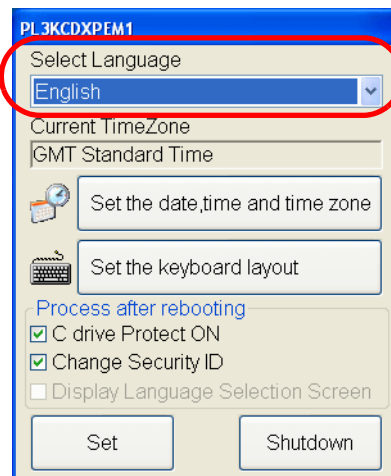 PL3KCDXPEM1
Select Language
English
Current TimeZone
GMT Standard Time
Set the date,time and time zone
Set the keyboard layout
Process after rebooting
C drive Protect ON
Change Security ID
Display Language Selection Screen
Set Shutdown